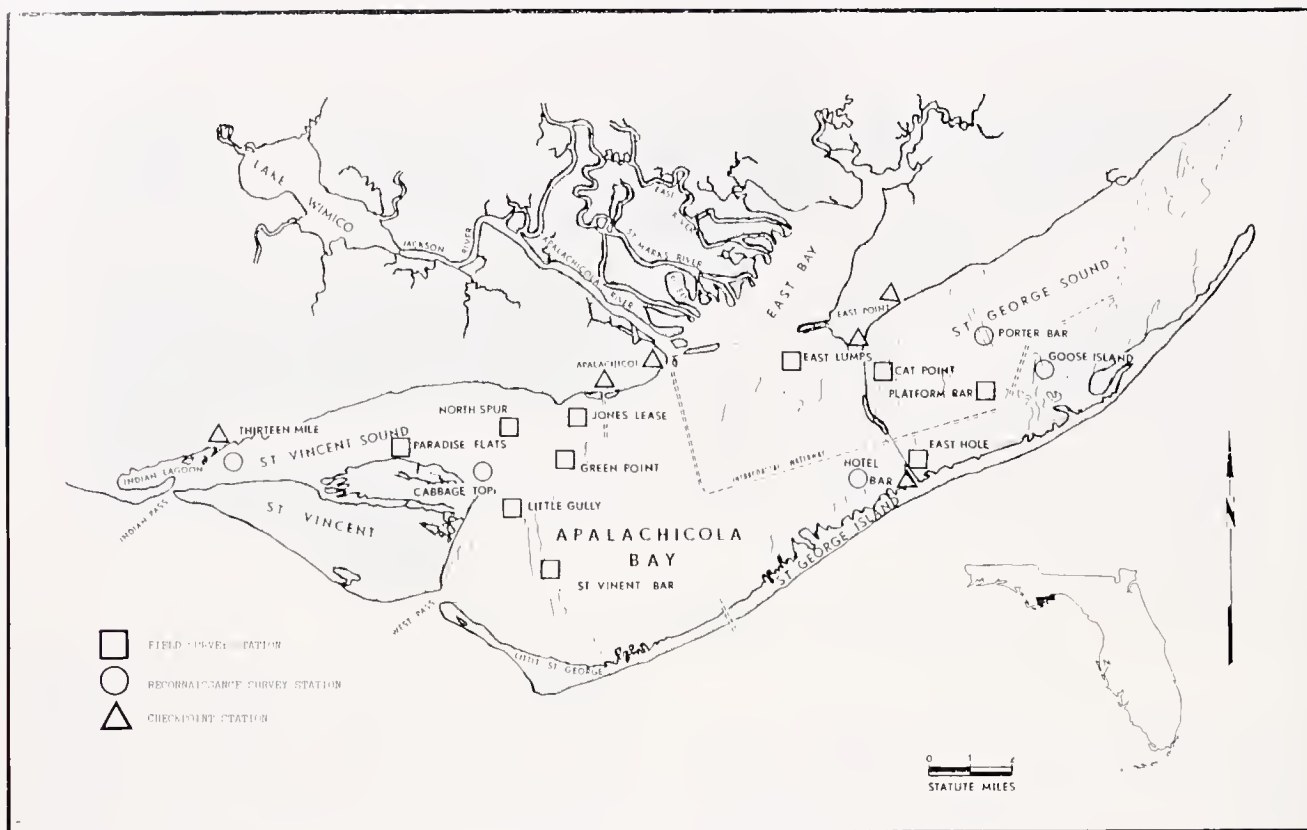 LAKE
WIMICO
JACKSON
RIVER
APALACHICOLA RIVER
EAST
RIVER
ST MARKS RIVER
EAST BAY
EAST POINT
ST GEORGE SOUND
PORTER BAR
GOOSE ISLAND
EAST LUMPS
CAT POINT
PLATFORM BAR
APALACHICOL
NORTH SPUR
JONES LEASE
THIRTEEN MILE
ST VINCENT SOUND
PARADISE FLATS
GREEN POINT
EAST HOLE
HOTEL
BAR
INDIAN LAGOON
CABBAGE TOP
INTRACOASTAL WATERWAY
INDIAN PASS
ST VINCENT
LITTLE GULLY
APALACHICOLA
BAY
ST VINENT BAR
ST GEORGE ISLAND
WEST PASS
LITTLE ST GEORGE
FIELD
RECONNAISSANCE SURVEY STATION
CHECKPOINT STATION
N
0 1 2
STATUTE MILES